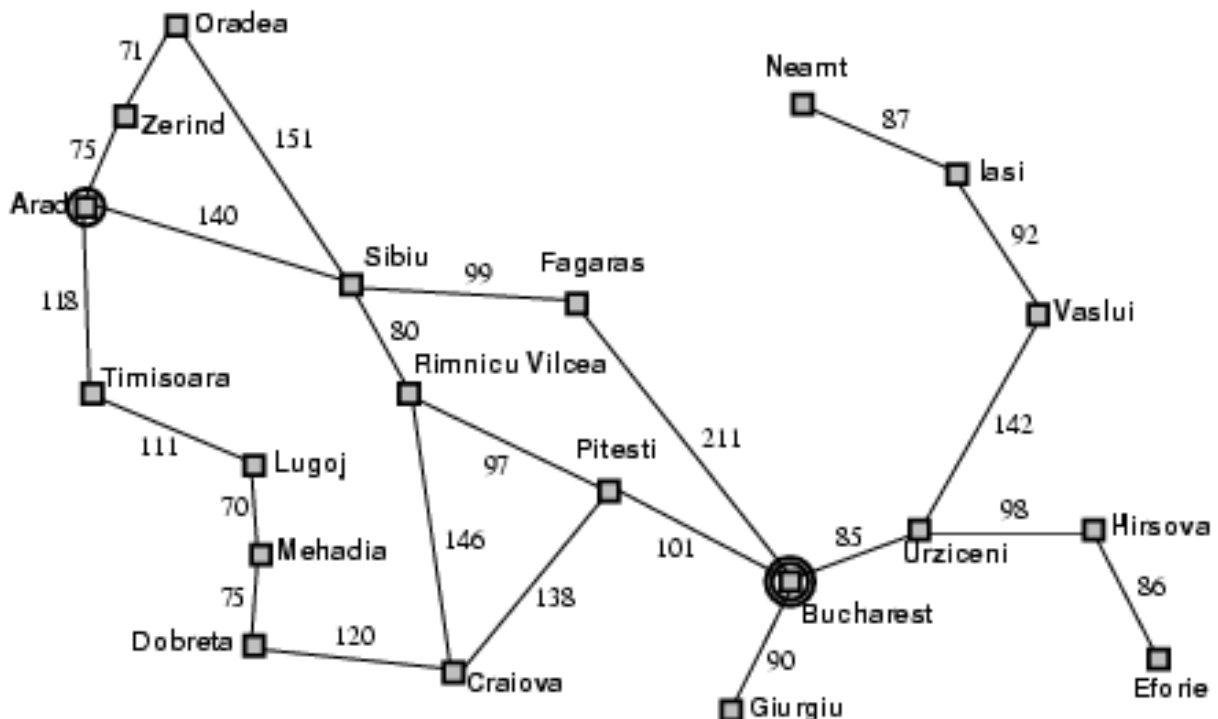 Oradea
71
Neamt
Zerind
87
75
151
Iasi
Arad
140
92
Sibiu
Fagaras
99
118
Vaslui
80
Timisoara
Rimnicu Vilcea
142
111
211
Pitesti
Lugoj
97
70
98
Hirsova
146
85
Urziceni
Mehadia
101
86
75
138
Bucharest
120
Dobreta
90
Craiova
Eforie
Giurgiu